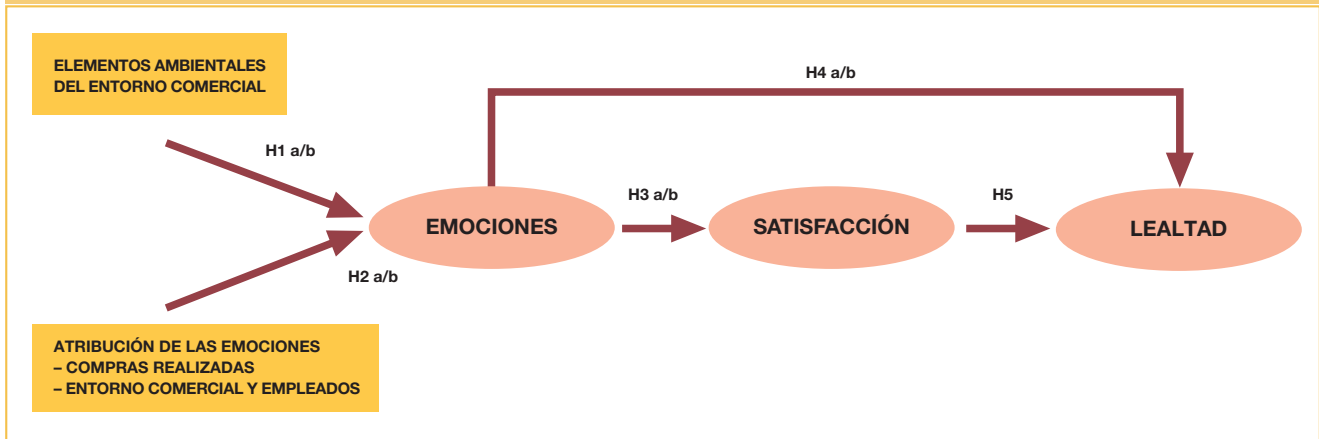 ELEMENTOS AMBIENTALES
DEL ENTORNO COMERCIAL
H4 a/b
H1 a/b
EMOCIONES
H3 a/b
SATISFACCIÓN
H5
LEALTAD
H2 a/b
ATRIBUCIÓN DE LAS EMOCIONES
– COMPRAS REALIZADAS
– ENTORNO COMERCIAL Y EMPLEADOS